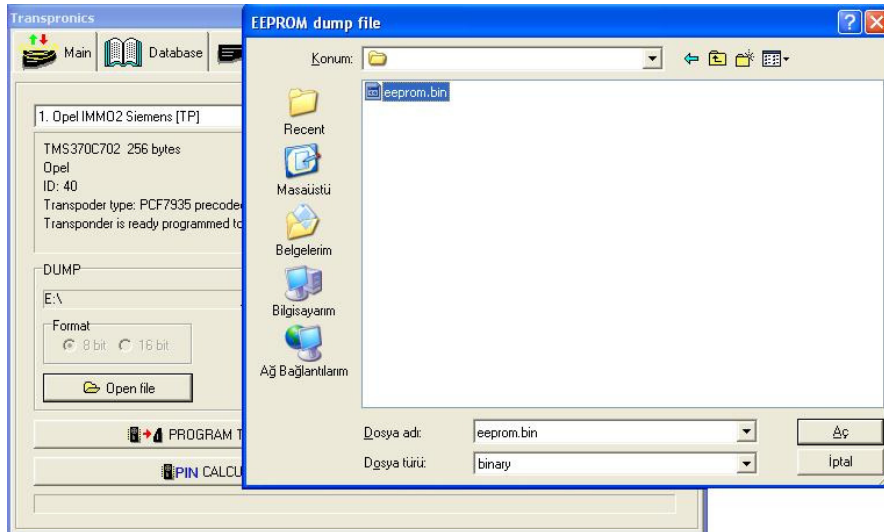 Transpronics
Main
Database
1. Opel IMMO2 Siemens [TP]
TMS370C702 256 bytes
Opel
ID: 40
Transpoder type: PCF7935 precode
Transponder is ready programmed to
DUMP
E:\
Format
8 bit
16 bit
Open file
PROGRAM T
PIN CALCU
EEPROM dump file
Konum:
eeprom.bin
Recent
Masaüstü
Belgelerim
Bilgisayarım
Ağ Bağlantılarım
Dosya adı:
eeprom.bin
Aç
Dosya türü:
binary
İptal